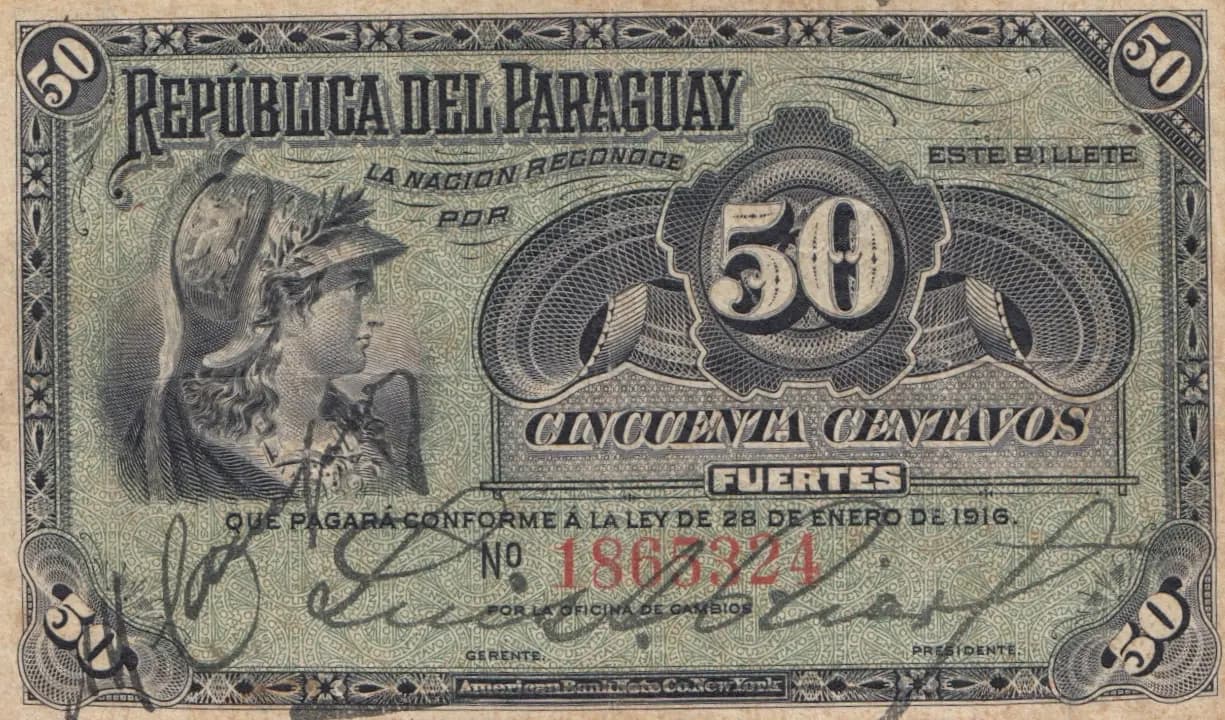 50 50
REPÚBLICA DEL PARAGUAY
LA NACION RECONOCE
ESTE BILLETE
POR
50
CINCUENTA CENTAVOS
FUERTES
QUE PAGARÁ CONFORME Á LA LEY DE 28 DE ENERO DE 1916.
Nº 1863324
POR LA OFICINA DE CAMBIOS
GERENTE. PRESIDENTE.
50 50
American Bank Note Co. New York